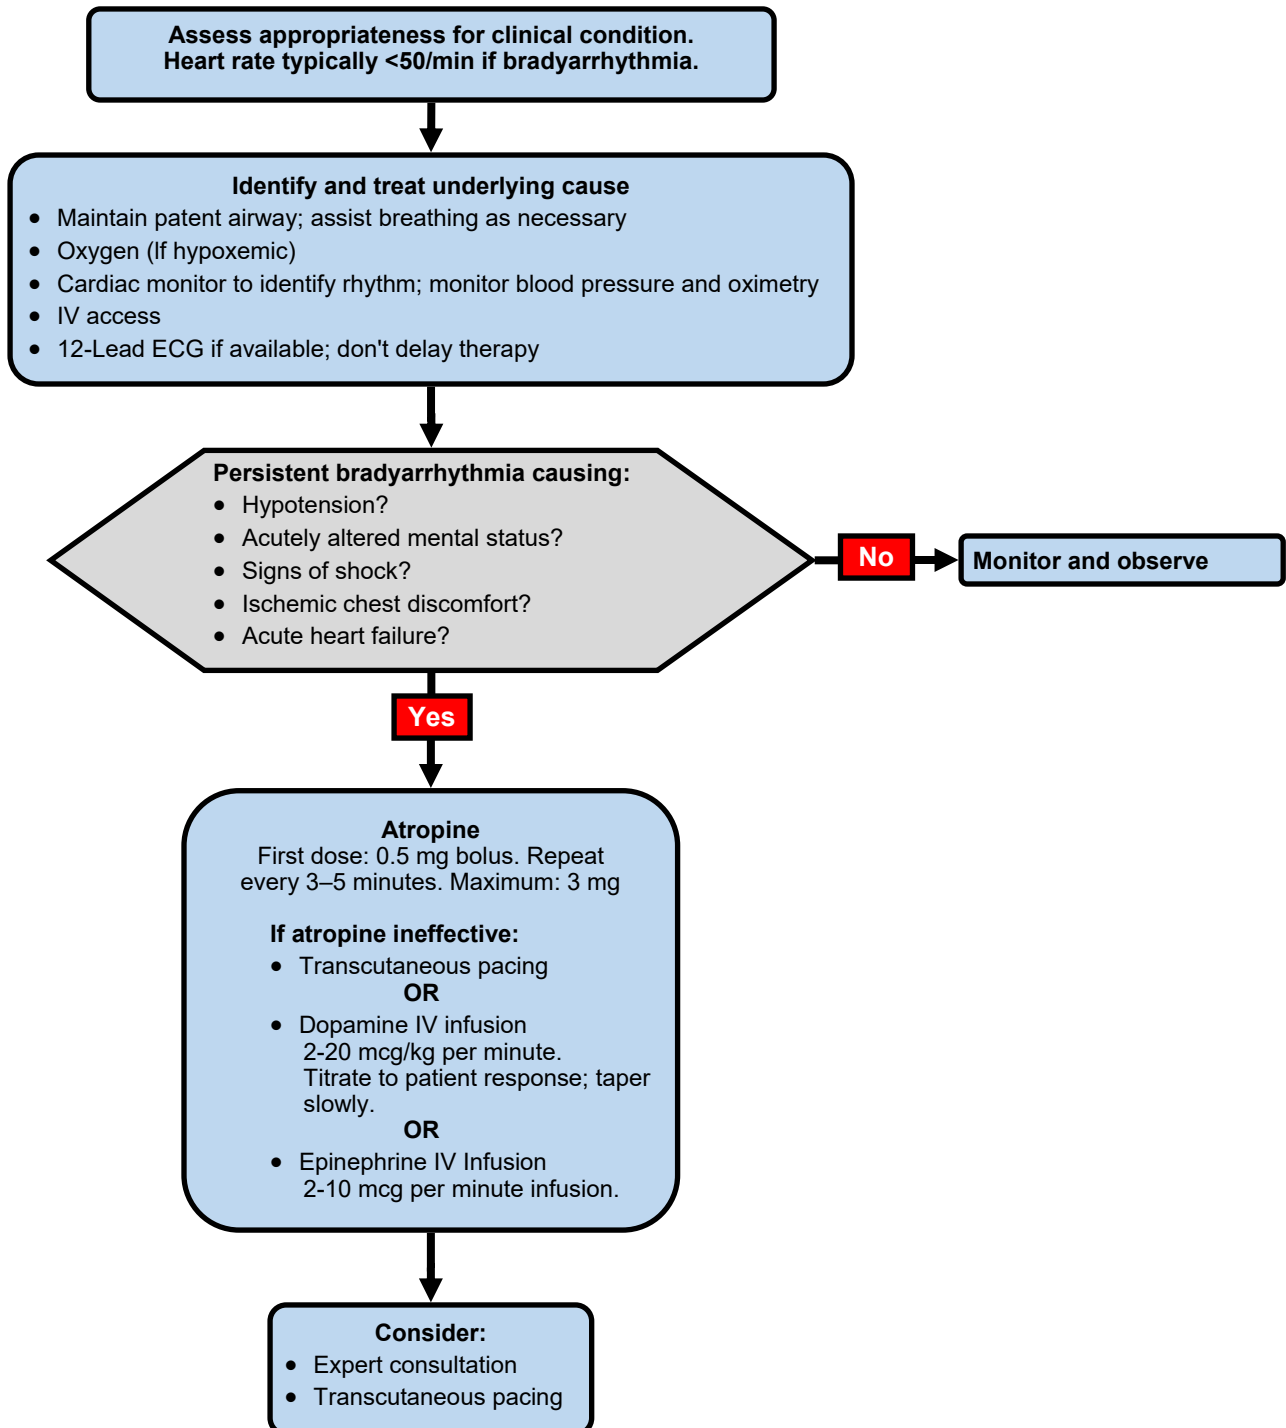 Assess appropriateness for clinical condition.
Heart rate typically <50/min if bradyarrhythmia.
Identify and treat underlying cause
• Maintain patent airway; assist breathing as necessary
• Oxygen (If hypoxemic)
• Cardiac monitor to identify rhythm; monitor blood pressure and oximetry
• IV access
• 12-Lead ECG if available; don't delay therapy
Persistent bradyarrhythmia causing:
• Hypotension?
• Acutely altered mental status?
• Signs of shock?
• Ischemic chest discomfort?
• Acute heart failure?
No
Monitor and observe
Yes
Atropine
First dose: 0.5 mg bolus. Repeat
every 3–5 minutes. Maximum: 3 mg
If atropine ineffective:
• Transcutaneous pacing
OR
• Dopamine IV infusion
2-20 mcg/kg per minute.
Titrate to patient response; taper
slowly.
OR
• Epinephrine IV Infusion
2-10 mcg per minute infusion.
Consider:
• Expert consultation
• Transcutaneous pacing